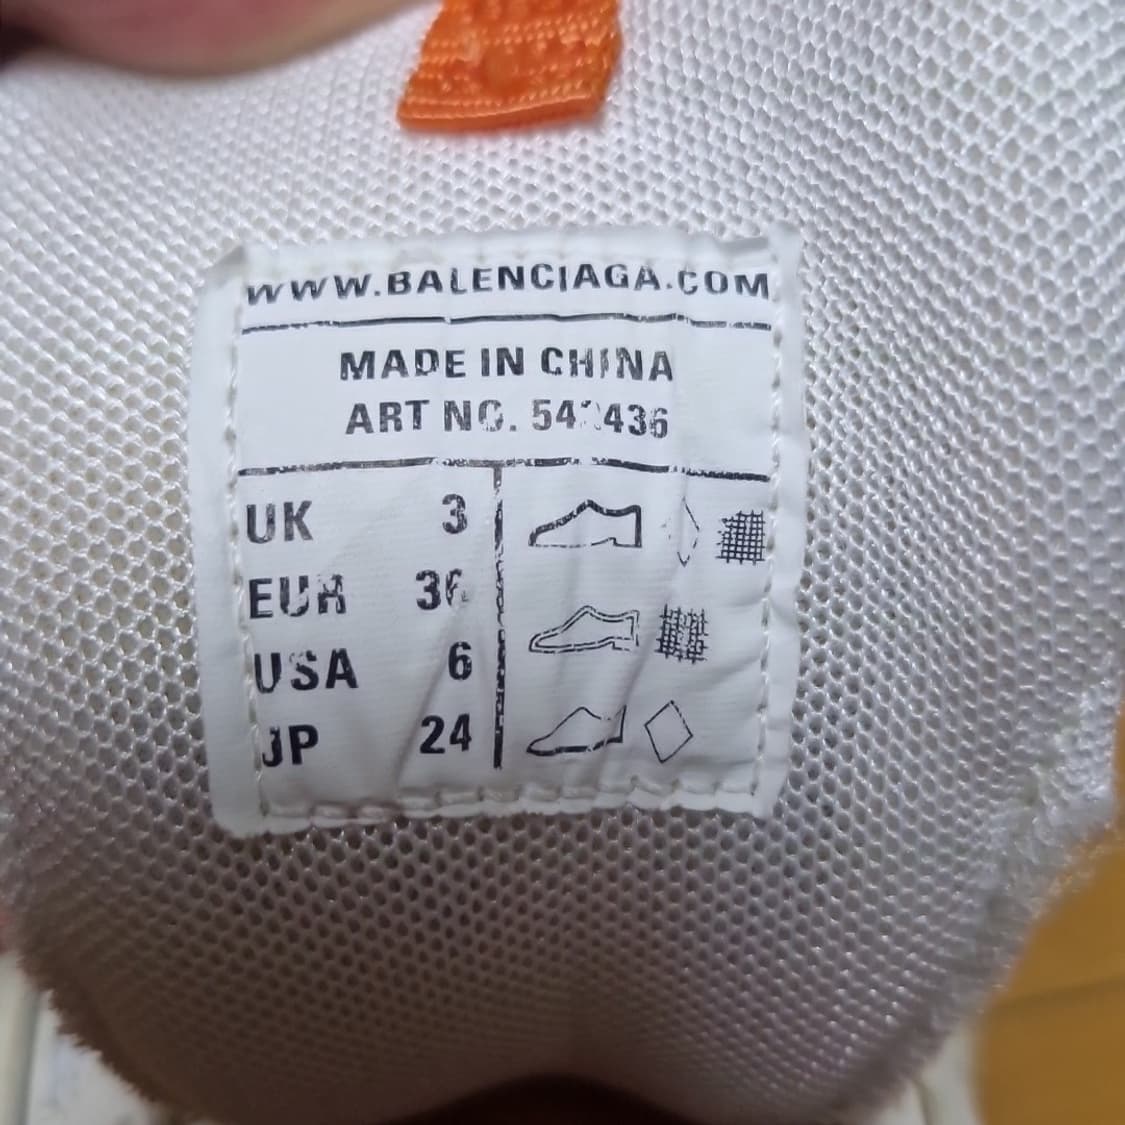 WWW.BALENCIAGA.COM
MADE IN CHINA
ART NO.
UK 3
EUR 36
USA 6
JP 24